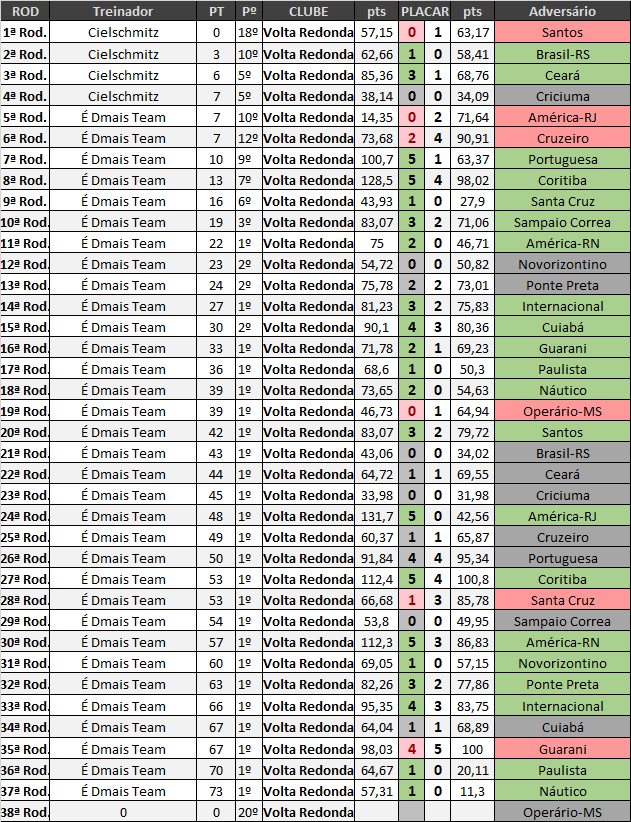 ROD Treinador PT Pº CLUBE pts PLACAR pts Adversário
1ª Rod. Cielschmitz 0 18º Volta Redonda 57,15 0 1 63,17 Santos
2ª Rod. Cielschmitz 3 10º Volta Redonda 62,66 1 0 58,41 Brasil-RS
3ª Rod. Cielschmitz 6 5º Volta Redonda 85,36 3 1 68,76 Ceará
4ª Rod. Cielschmitz 7 5º Volta Redonda 38,14 0 0 34,09 Criciuma
5ª Rod. É Dmais Team 7 10º Volta Redonda 14,35 0 2 71,64 América-RJ
6ª Rod. É Dmais Team 7 12º Volta Redonda 73,68 2 4 90,91 Cruzeiro
7ª Rod. É Dmais Team 10 9º Volta Redonda 100,7 5 1 63,37 Portuguesa
8ª Rod. É Dmais Team 13 7º Volta Redonda 128,5 5 4 98,02 Coritiba
9ª Rod. É Dmais Team 16 6º Volta Redonda 43,93 1 0 27,9 Santa Cruz
10ª Rod. É Dmais Team 19 3º Volta Redonda 83,07 3 2 71,06 Sampaio Correa
11ª Rod. É Dmais Team 22 1º Volta Redonda 75 2 0 46,71 América-RN
12ª Rod. É Dmais Team 23 2º Volta Redonda 54,72 0 0 50,82 Novorizontino
13ª Rod. É Dmais Team 24 2º Volta Redonda 75,78 2 2 73,01 Ponte Preta
14ª Rod. É Dmais Team 27 1º Volta Redonda 81,23 3 2 75,83 Internacional
15ª Rod. É Dmais Team 30 2º Volta Redonda 90,1 4 3 80,36 Cuiabá
16ª Rod. É Dmais Team 33 1º Volta Redonda 71,78 2 1 69,23 Guarani
17ª Rod. É Dmais Team 36 1º Volta Redonda 68,6 1 0 50,3 Paulista
18ª Rod. É Dmais Team 39 1º Volta Redonda 73,65 2 0 54,63 Náutico
19ª Rod. É Dmais Team 39 1º Volta Redonda 46,73 0 1 64,94 Operário-MS
20ª Rod. É Dmais Team 42 1º Volta Redonda 83,07 3 2 79,72 Santos
21ª Rod. É Dmais Team 43 1º Volta Redonda 43,06 0 0 34,02 Brasil-RS
22ª Rod. É Dmais Team 44 1º Volta Redonda 64,72 1 1 69,55 Ceará
23ª Rod. É Dmais Team 45 1º Volta Redonda 33,98 0 0 31,98 Criciuma
24ª Rod. É Dmais Team 48 1º Volta Redonda 131,7 5 0 42,56 América-RJ
25ª Rod. É Dmais Team 49 1º Volta Redonda 60,37 1 1 65,87 Cruzeiro
26ª Rod. É Dmais Team 50 1º Volta Redonda 91,84 4 4 95,34 Portuguesa
27ª Rod. É Dmais Team 53 1º Volta Redonda 112,4 5 4 100,8 Coritiba
28ª Rod. É Dmais Team 53 1º Volta Redonda 66,68 1 3 85,78 Santa Cruz
29ª Rod. É Dmais Team 54 1º Volta Redonda 53,8 0 0 49,95 Sampaio Correa
30ª Rod. É Dmais Team 57 1º Volta Redonda 112,3 5 3 86,83 América-RN
31ª Rod. É Dmais Team 60 1º Volta Redonda 69,05 1 0 57,15 Novorizontino
32ª Rod. É Dmais Team 63 1º Volta Redonda 82,26 3 2 77,86 Ponte Preta
33ª Rod. É Dmais Team 66 1º Volta Redonda 95,35 4 3 83,75 Internacional
34ª Rod. É Dmais Team 67 1º Volta Redonda 64,04 1 1 68,89 Cuiabá
35ª Rod. É Dmais Team 67 1º Volta Redonda 98,03 4 5 100 Guarani
36ª Rod. É Dmais Team 70 1º Volta Redonda 64,67 1 0 20,11 Paulista
37ª Rod. É Dmais Team 73 1º Volta Redonda 57,31 1 0 11,3 Náutico
38ª Rod. 0 0 20º Volta Redonda Operário-MS